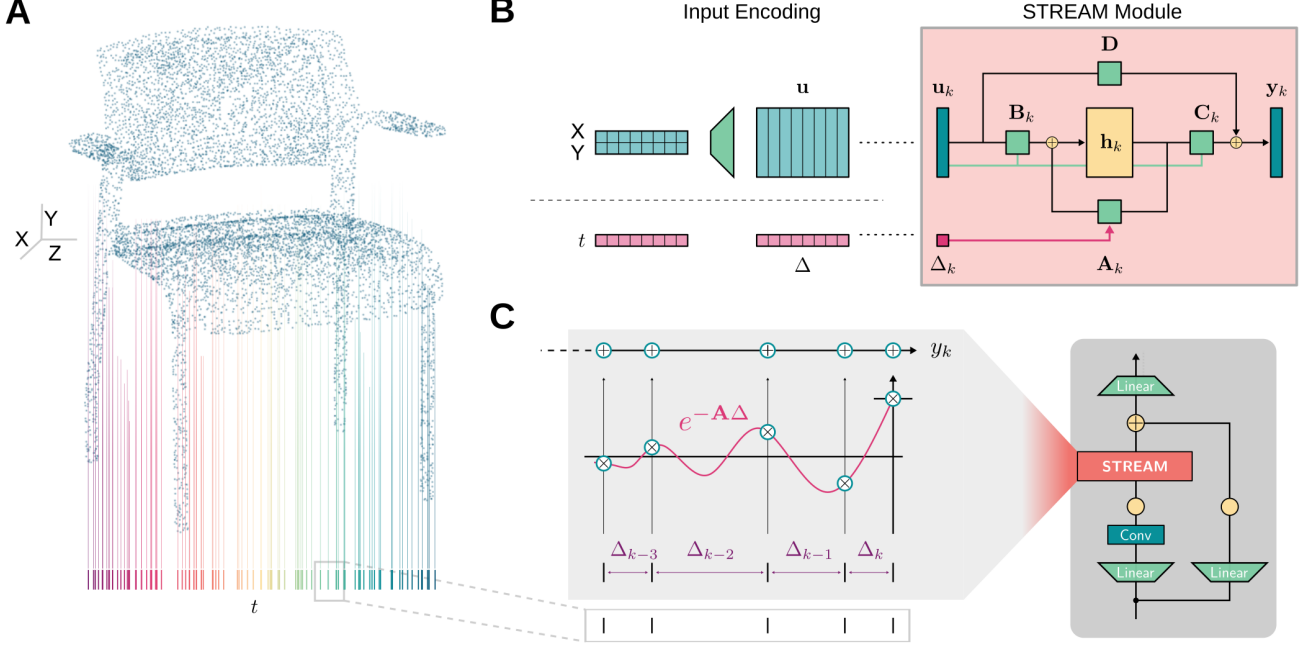 A
X
Y
Z
t
B
Input Encoding
STREAM Module
X
Y
u
t
Δ
D
u_k
y_k
B_k
C_k
h_k
Δ_k
A_k
C
y_k
e^{-AΔ}
Δ_{k-3}
Δ_{k-2}
Δ_{k-1}
Δ_k
Linear
STREAM
Conv
Linear
Linear